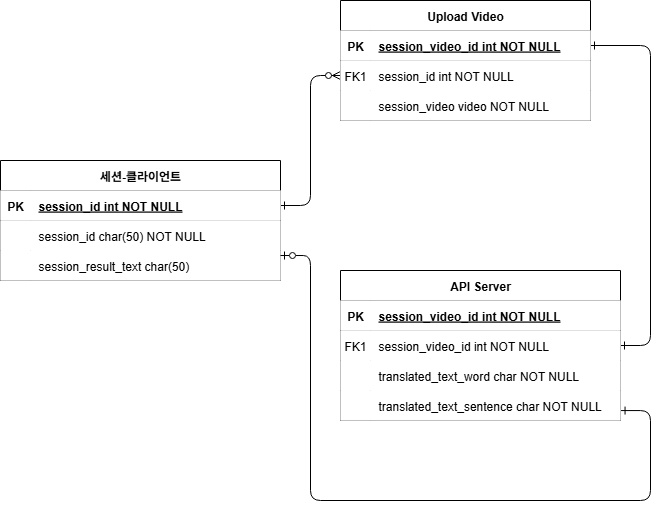 Upload Video
PK session_video_id int NOT NULL
FK1 session_id int NOT NULL
session_video video NOT NULL
세션-클라이언트
PK session_id int NOT NULL
session_id char(50) NOT NULL
session_result_text char(50)
API Server
PK session_video_id int NOT NULL
FK1 session_video_id int NOT NULL
translated_text_word char NOT NULL
translated_text_sentence char NOT NULL